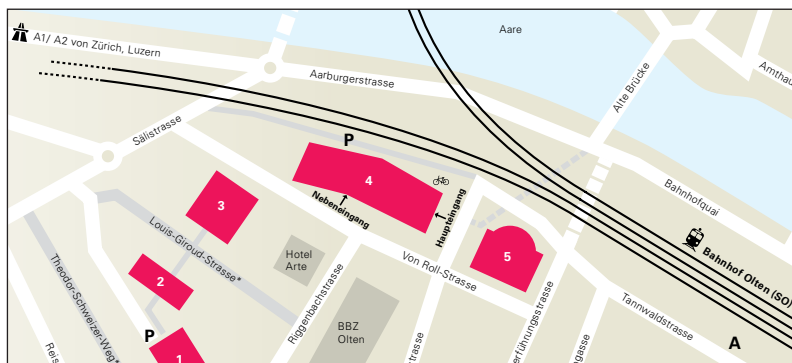 A1/ A2 von Zürich, Luzern
Aare
Aarburgerstrasse
Alte Brücke
Sälistrasse
P
Bahnhofquai
4
Nebeneingang
Haupteingang
3
Louis-Giroud-Strasse*
Hotel
Arte
Von Roll-Strasse
5
Bahnhof Olten (SO)
Theodor-Schweizer-Weg*
2
Tannwaldstrasse
P
1
Riggenbachstrasse
BBZ
Olten
A